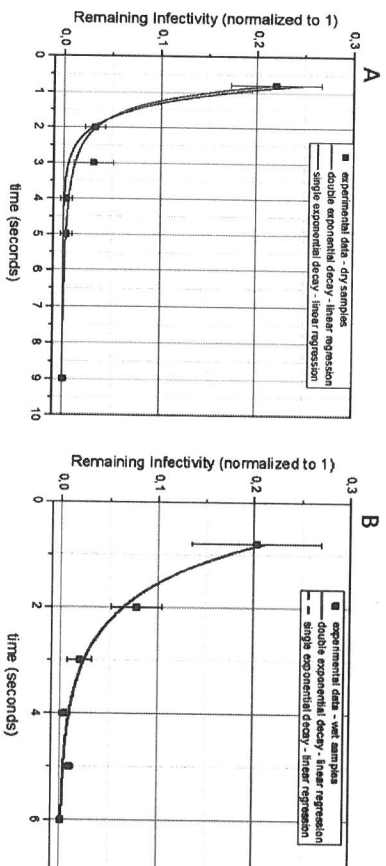 A
Remaining Infectivity (normalized to 1)
0,3
0,2
0,1
0,0
experimental data - dry samples
double exponential decay - linear regression
single exponential decay - linear regression
0
1
2
3
4
5
6
7
8
9
10
time (seconds)
B
Remaining Infectivity (normalized to 1)
0,3
0,2
0,1
0,0
experimental data - wet samples
double exponential decay - linear regression
single exponential decay - linear regression
0
2
4
6
time (seconds)